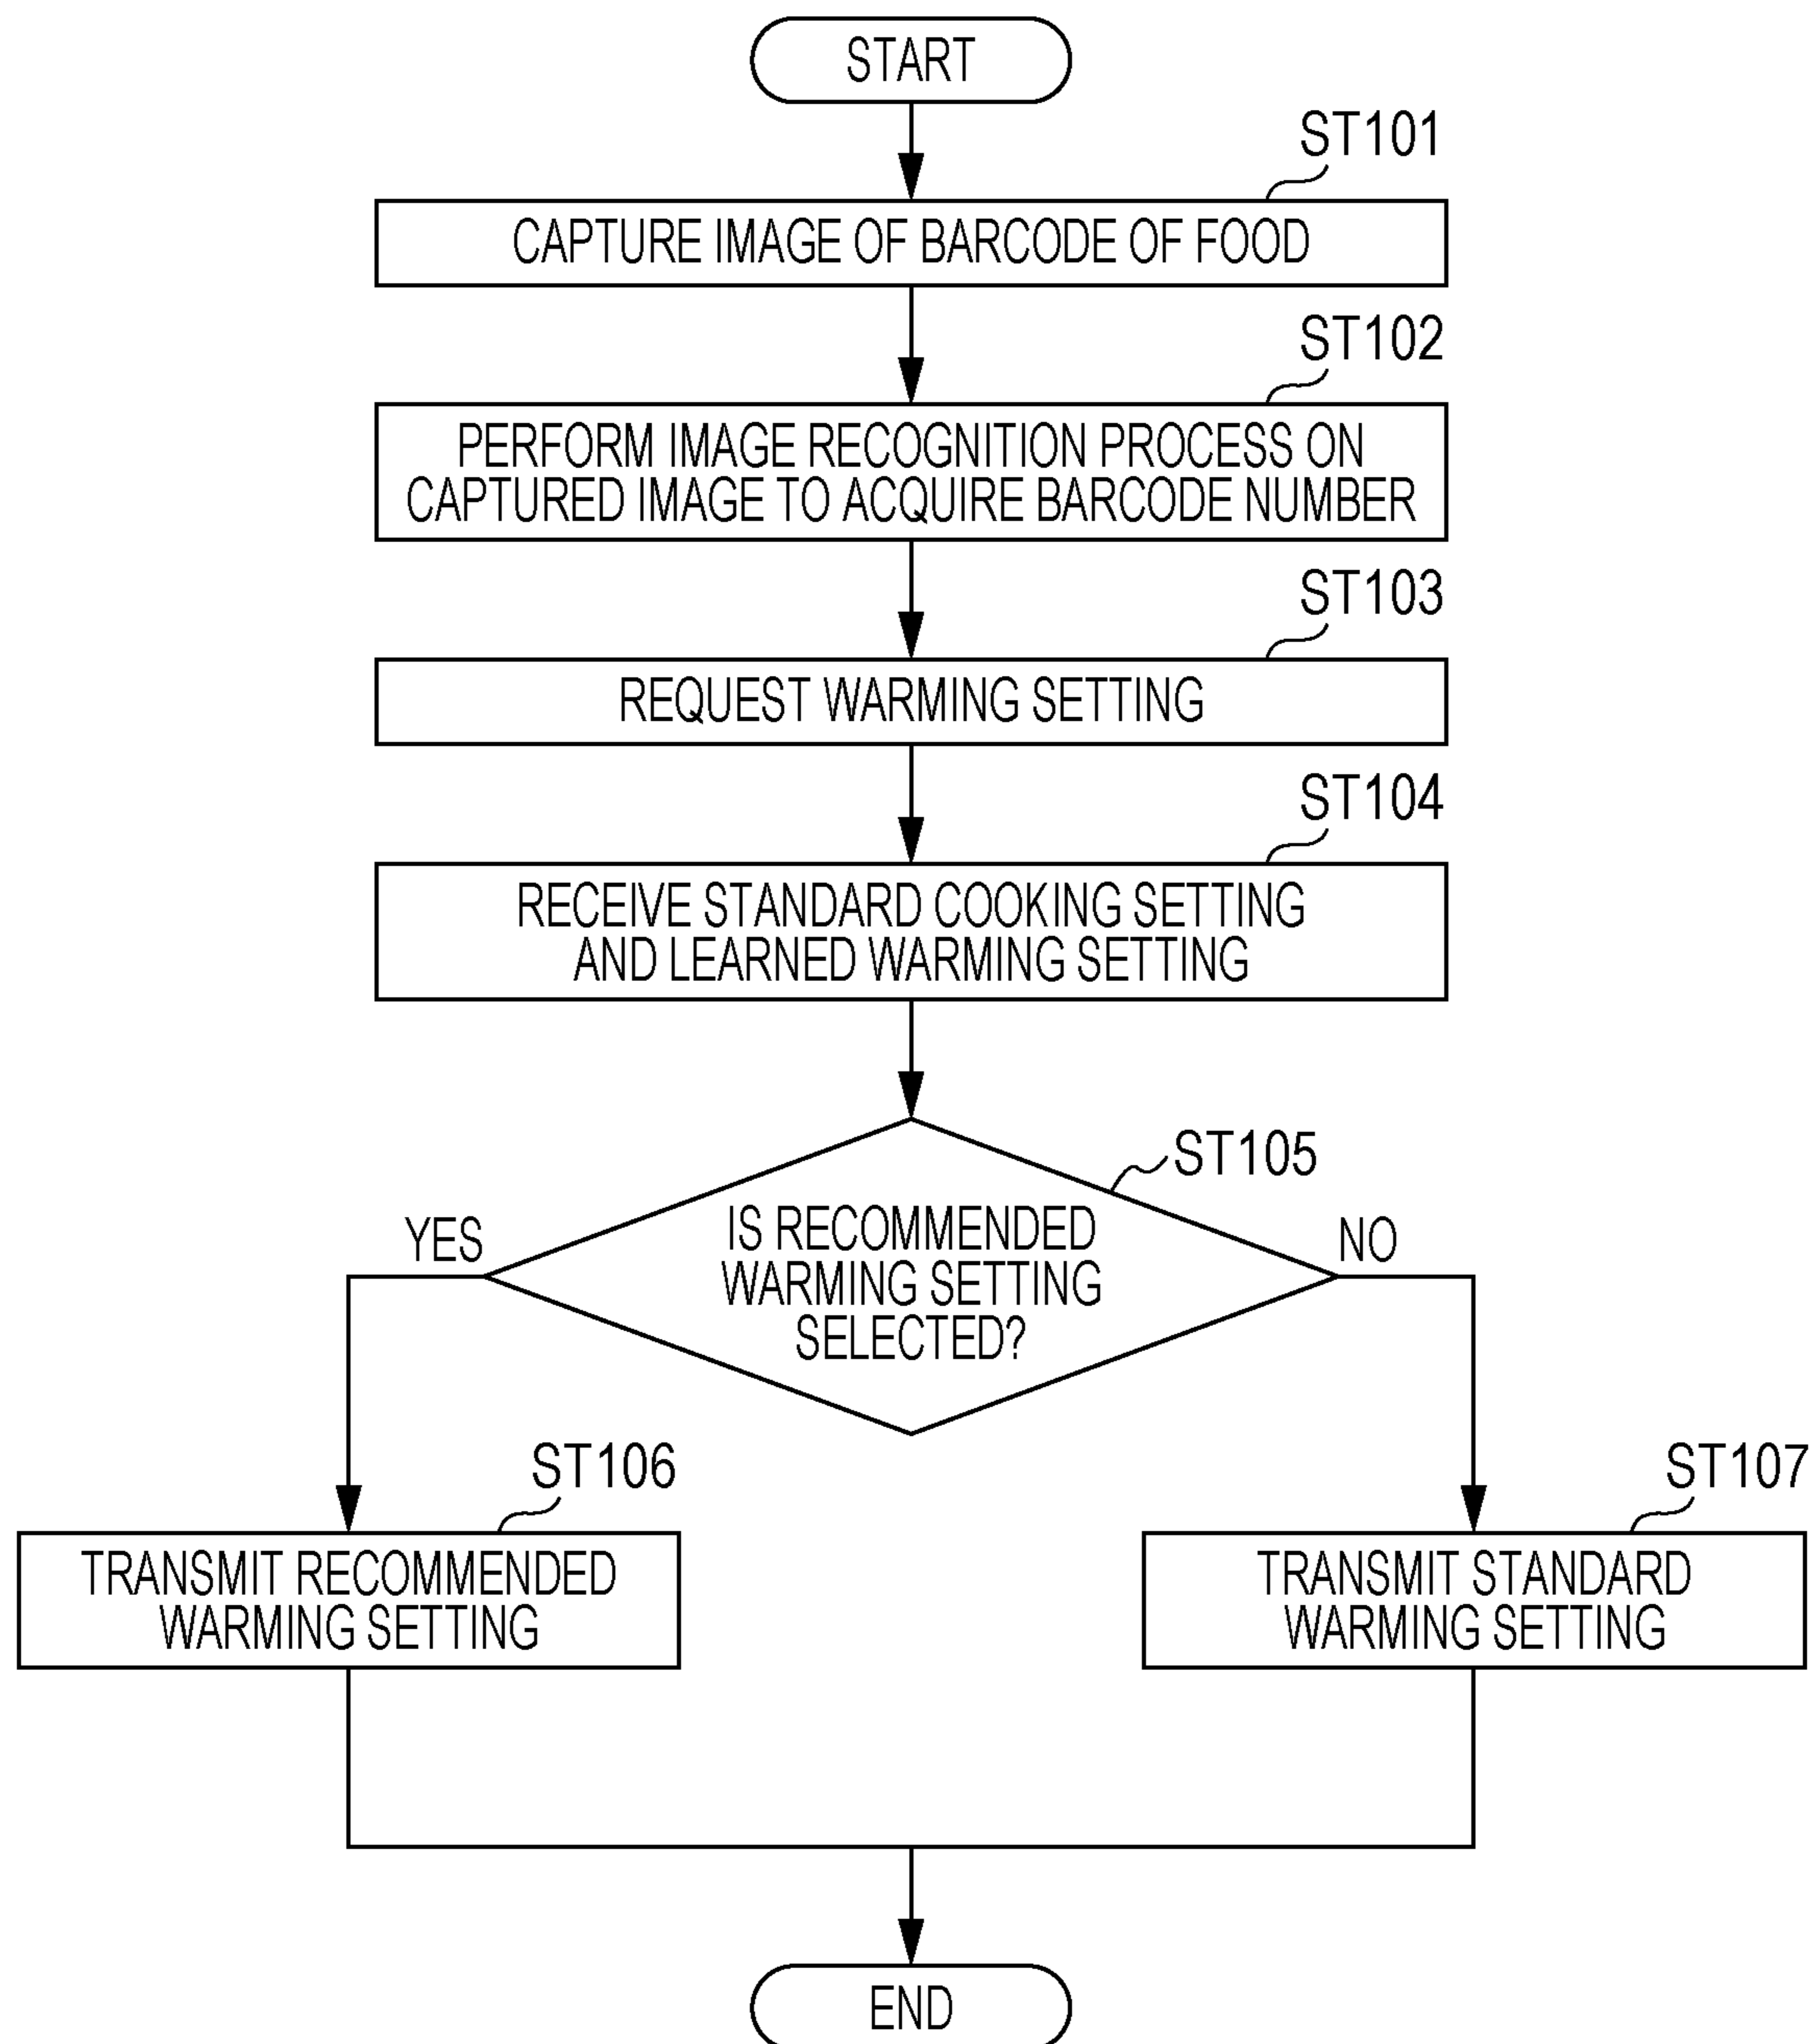 START
ST101
CAPTURE IMAGE OF BARCODE OF FOOD
ST102
PERFORM IMAGE RECOGNITION PROCESS ON
CAPTURED IMAGE TO ACQUIRE BARCODE NUMBER
ST103
REQUEST WARMING SETTING
ST104
RECEIVE STANDARD COOKING SETTING
AND LEARNED WARMING SETTING
ST105
YES
IS RECOMMENDED
WARMING SETTING
SELECTED?
NO
ST106
TRANSMIT RECOMMENDED
WARMING SETTING
ST107
TRANSMIT STANDARD
WARMING SETTING
END